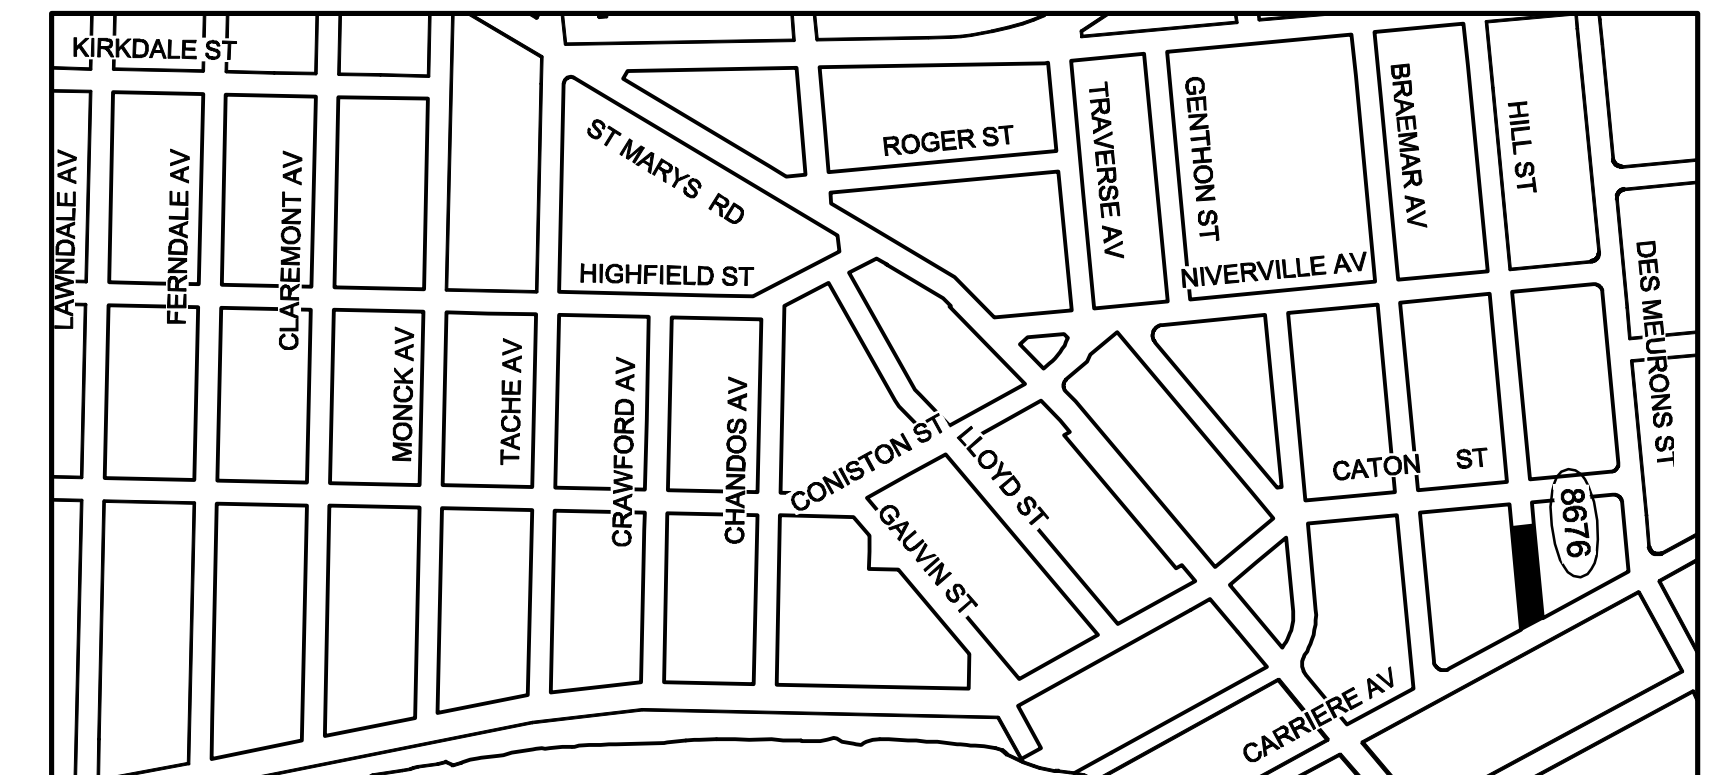 KIRKDALE ST
ST MARYS RD
ROGER ST
TRAVERSE AV
GENTHON ST
BRAEMAR AV
HILL ST
LAWNDALE AV
FERNDALE AV
CLAREMONT AV
HIGHFIELD ST
NIVERVILLE AV
DES MEURONS ST
MONCK AV
TACHE AV
CRAWFORD AV
CHANDOS AV
CONISTON ST
LLOYD ST
GAUVIN ST
CATON ST
8676
CARRIERE AV